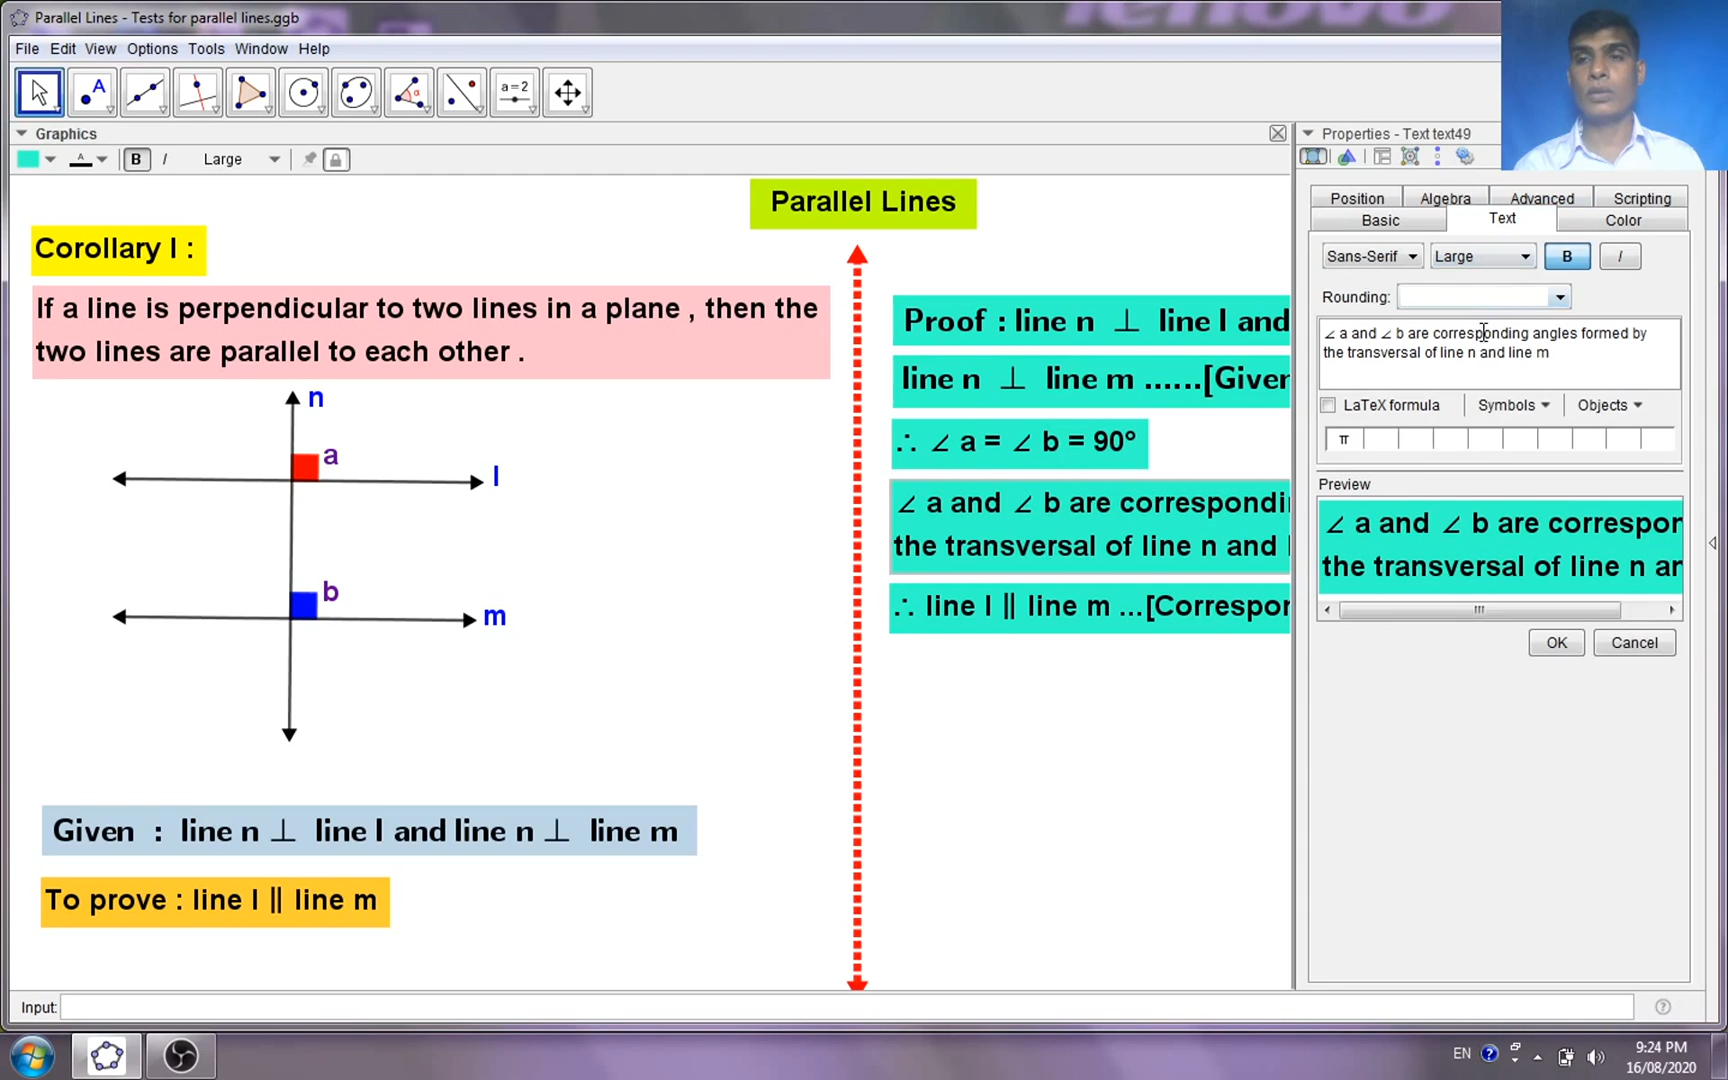 lenovo
Parallel Lines - Tests for parallel lines.ggb
File Edit View Options Tools Window Help
A
α
a=2
Graphics
Properties - Text text49
A B I Large
Parallel Lines
Corollary I :
If a line is perpendicular to two lines in a plane , then the
two lines are parallel to each other .
n
a
l
b
m
Given : line n ⊥ line l and line n ⊥ line m
To prove : line l ∥ line m
Proof : line n ⊥ line l and
line n ⊥ line m ......[Given
∴ ∠ a = ∠ b = 90°
∠ a and ∠ b are correspondi
the transversal of line n and l
∴ line l ∥ line m ...[Correspor
Position Algebra Advanced Scripting
Basic Text Color
Sans-Serif Large B I
Rounding:
∠ a and ∠ b are corresponding angles formed by
the transversal of line n and line m
LaTeX formula Symbols Objects
π
Preview
∠ a and ∠ b are correspor
the transversal of line n ar
OK Cancel
Input:
EN
9:24 PM
16/08/2020